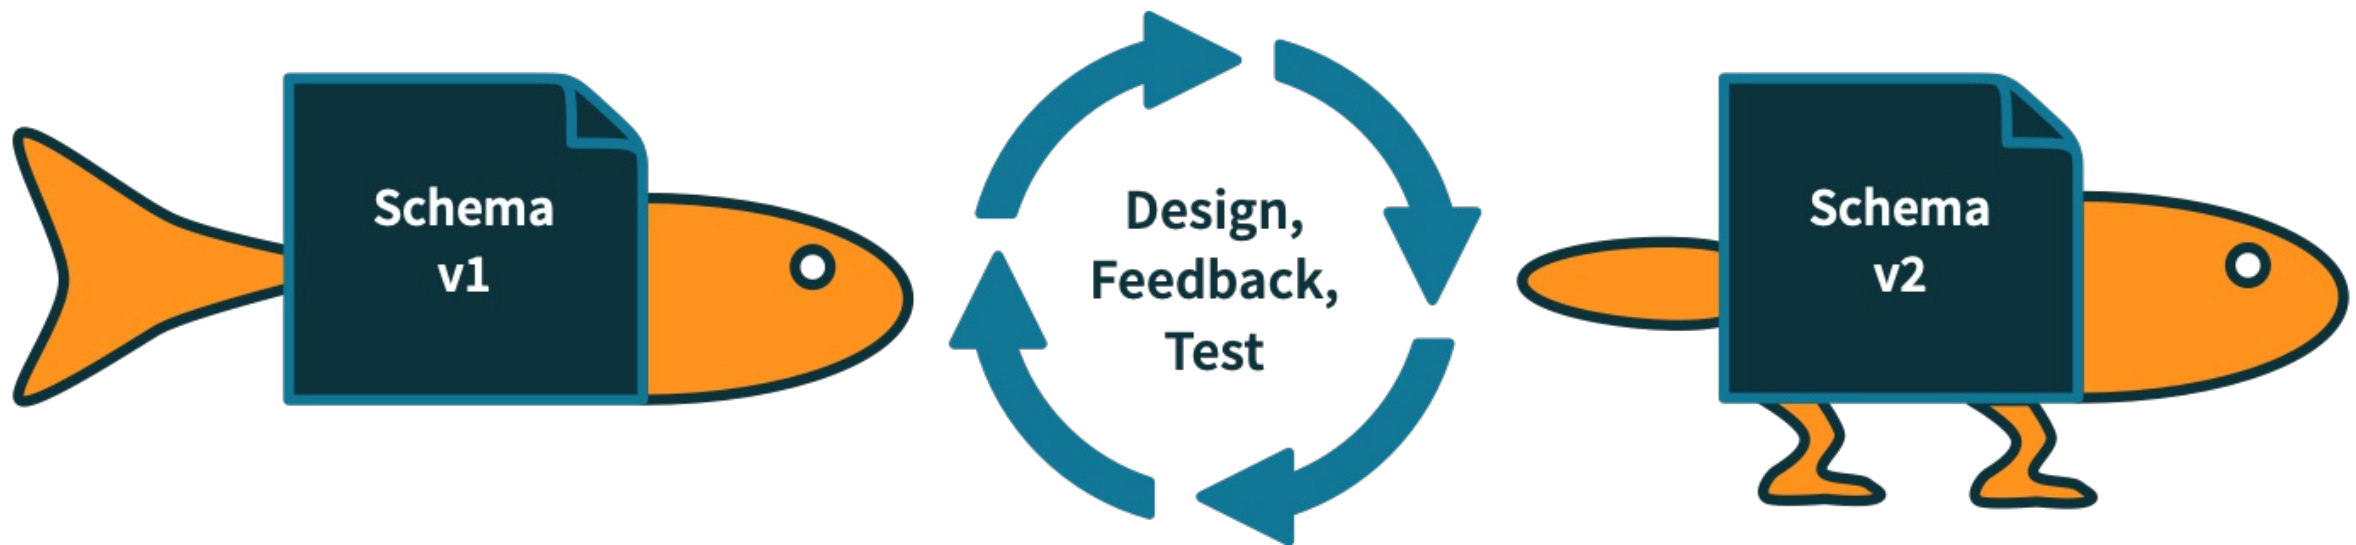 Schema
v1
Design,
Feedback,
Test
Schema
v2